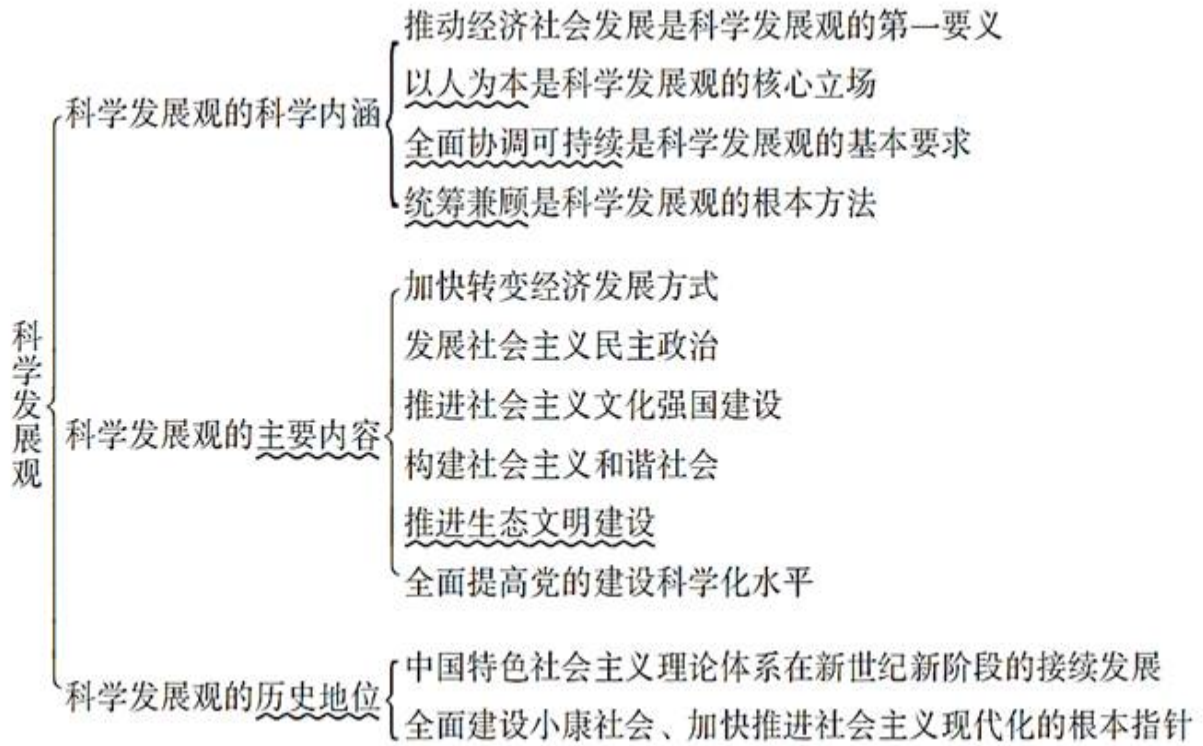 科学发展观
科学发展观的科学内涵
推动经济社会发展是科学发展观的第一要义
以人为本是科学发展观的核心立场
全面协调可持续是科学发展观的基本要求
统筹兼顾是科学发展观的根本方法
科学发展观的主要内容
加快转变经济发展方式
发展社会主义民主政治
推进社会主义文化强国建设
构建社会主义和谐社会
推进生态文明建设
全面提高党的建设科学化水平
科学发展观的历史地位
中国特色社会主义理论体系在新世纪新阶段的接续发展
全面建设小康社会、加快推进社会主义现代化的根本指针